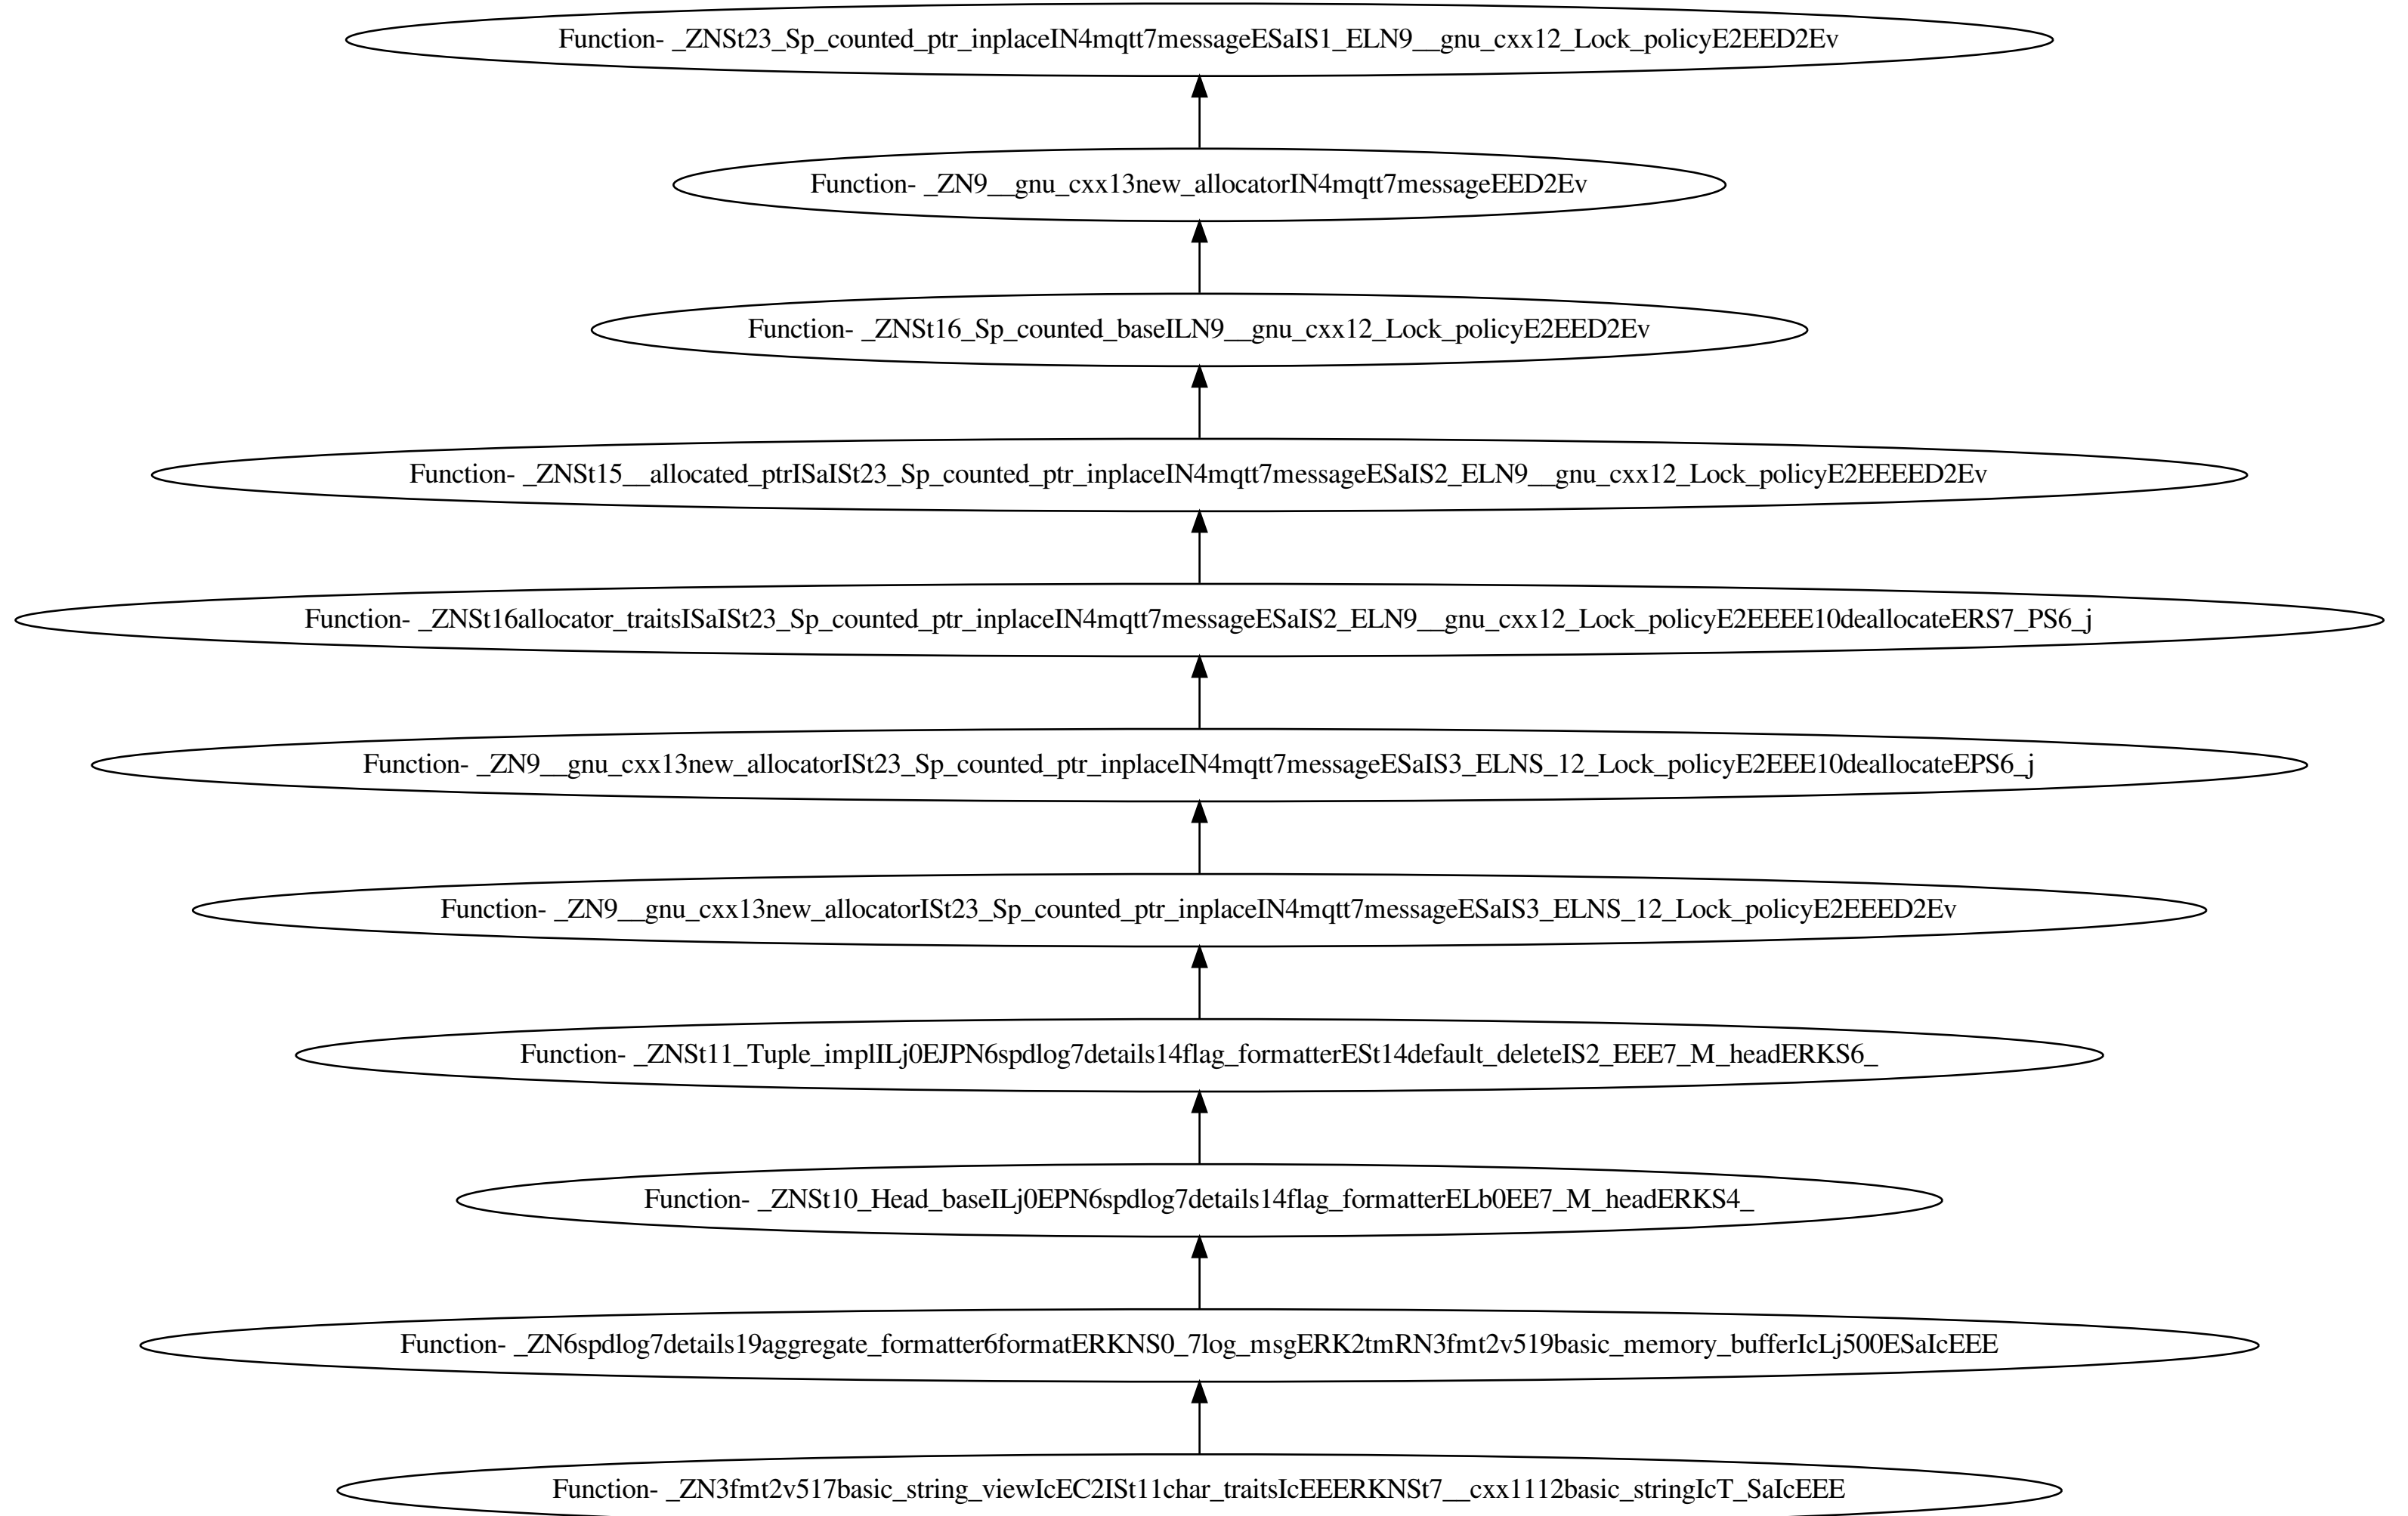 Function- _ZNSt23_Sp_counted_ptr_inplaceIN4mqtt7messageESaIS1_ELN9__gnu_cxx12_Lock_policyE2EED2Ev
Function- _ZN9__gnu_cxx13new_allocatorIN4mqtt7messageEED2Ev
Function- _ZNSt16_Sp_counted_baseILN9__gnu_cxx12_Lock_policyE2EED2Ev
Function- _ZNSt15__allocated_ptrISaISt23_Sp_counted_ptr_inplaceIN4mqtt7messageESaIS2_ELN9__gnu_cxx12_Lock_policyE2EEEED2Ev
Function- _ZNSt16allocator_traitsISaISt23_Sp_counted_ptr_inplaceIN4mqtt7messageESaIS2_ELN9__gnu_cxx12_Lock_policyE2EEEE10deallocateERS7_PS6_j
Function- _ZN9__gnu_cxx13new_allocatorISt23_Sp_counted_ptr_inplaceIN4mqtt7messageESaIS3_ELNS_12_Lock_policyE2EEE10deallocateEPS6_j
Function- _ZN9__gnu_cxx13new_allocatorISt23_Sp_counted_ptr_inplaceIN4mqtt7messageESaIS3_ELNS_12_Lock_policyE2EEED2Ev
Function- _ZNSt11_Tuple_implILj0EJPN6spdlog7details14flag_formatterESt14default_deleteIS2_EEE7_M_headERKS6_
Function- _ZNSt10_Head_baseILj0EPN6spdlog7details14flag_formatterELb0EE7_M_headERKS4_
Function- _ZN6spdlog7details19aggregate_formatter6formatERKNS0_7log_msgERK2tmRN3fmt2v519basic_memory_bufferIcLj500ESaIcEEE
Function- _ZN3fmt2v517basic_string_viewIcEC2ISt11char_traitsIcEEERKNSt7__cxx1112basic_stringIcT_SaIcEEE